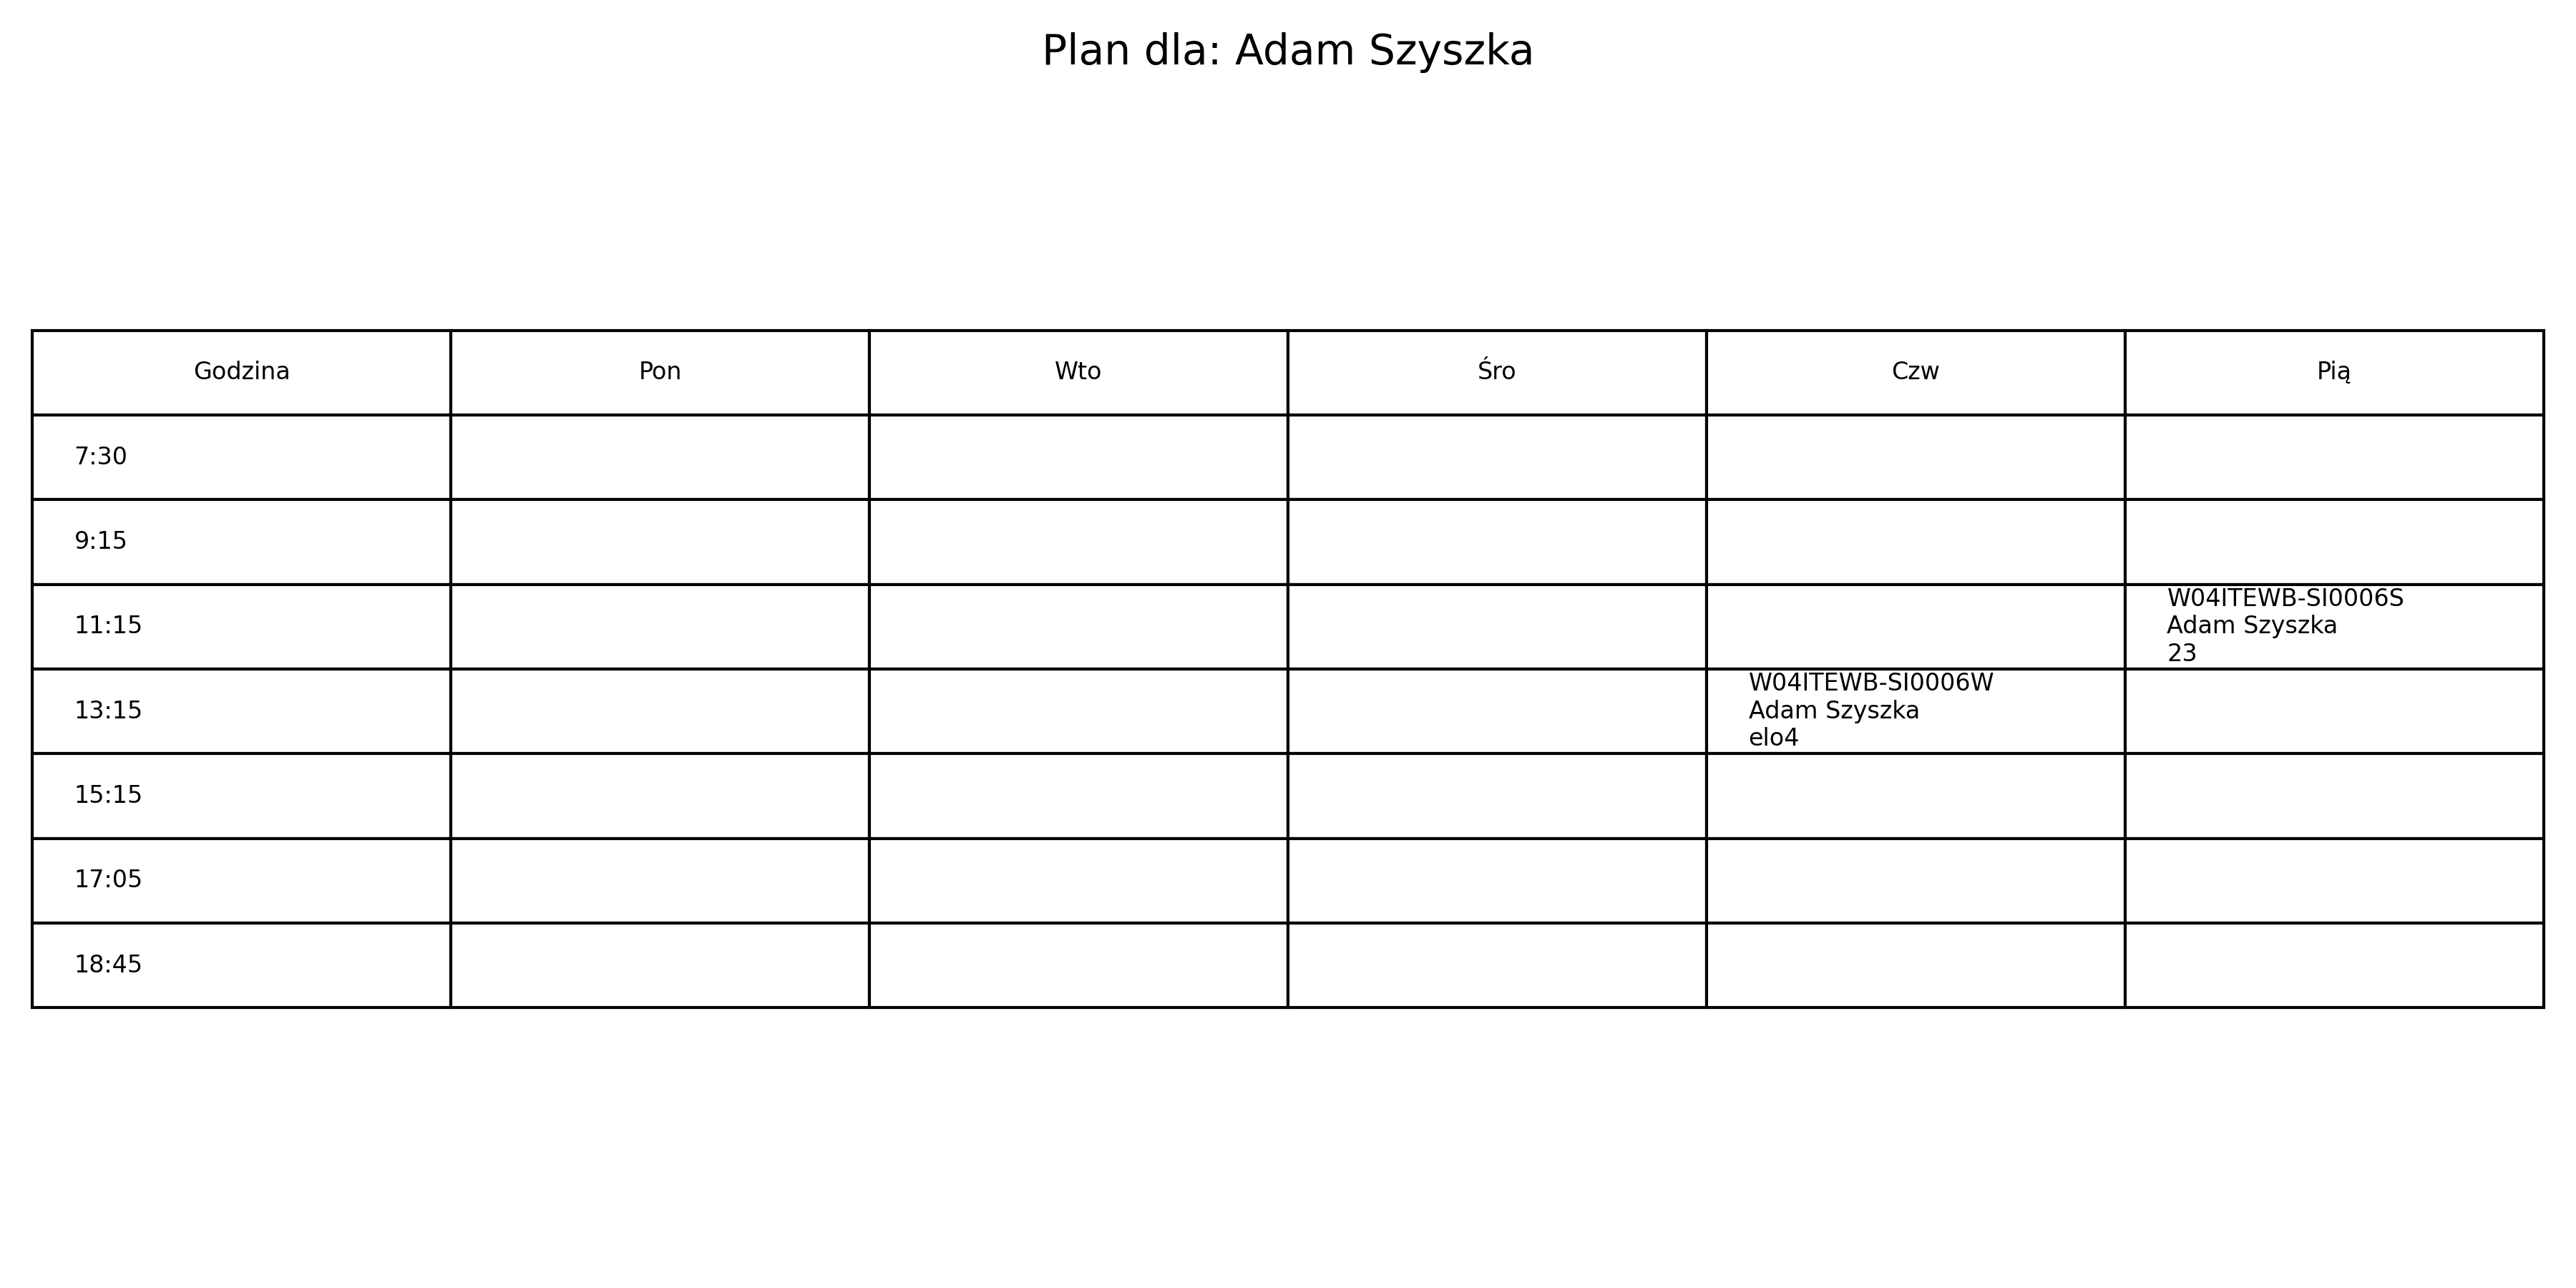 Plan dla: Adam Szyszka
Godzina Pon Wto Śro Czw Pią
7:30
9:15
11:15
W04ITEWB-SI0006S
Adam Szyszka
23
13:15
W04ITEWB-SI0006W
Adam Szyszka
elo4
15:15
17:05
18:45